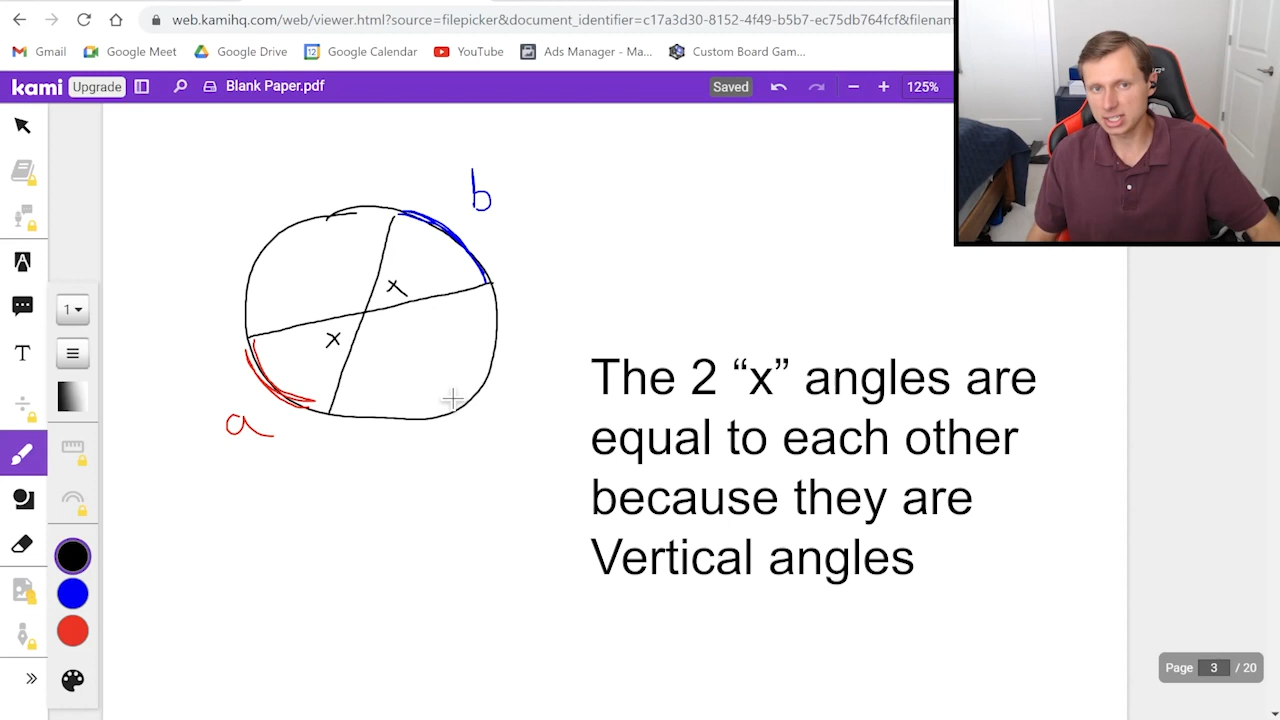 web.kamihq.com/web/viewer.html?source=filepicker&document_identifier=c17a3d30-8152-4f49-b5b7-ec75db764fcf&filenam
Gmail Google Meet Google Drive 12 Google Calendar YouTube Ads Manager - Ma... Custom Board Gam...
kami Upgrade Blank Paper.pdf Saved 125%
b
x
1
x
The 2 “x” angles are
equal to each other
a
because they are
Vertical angles
A
T
Page 3 / 20